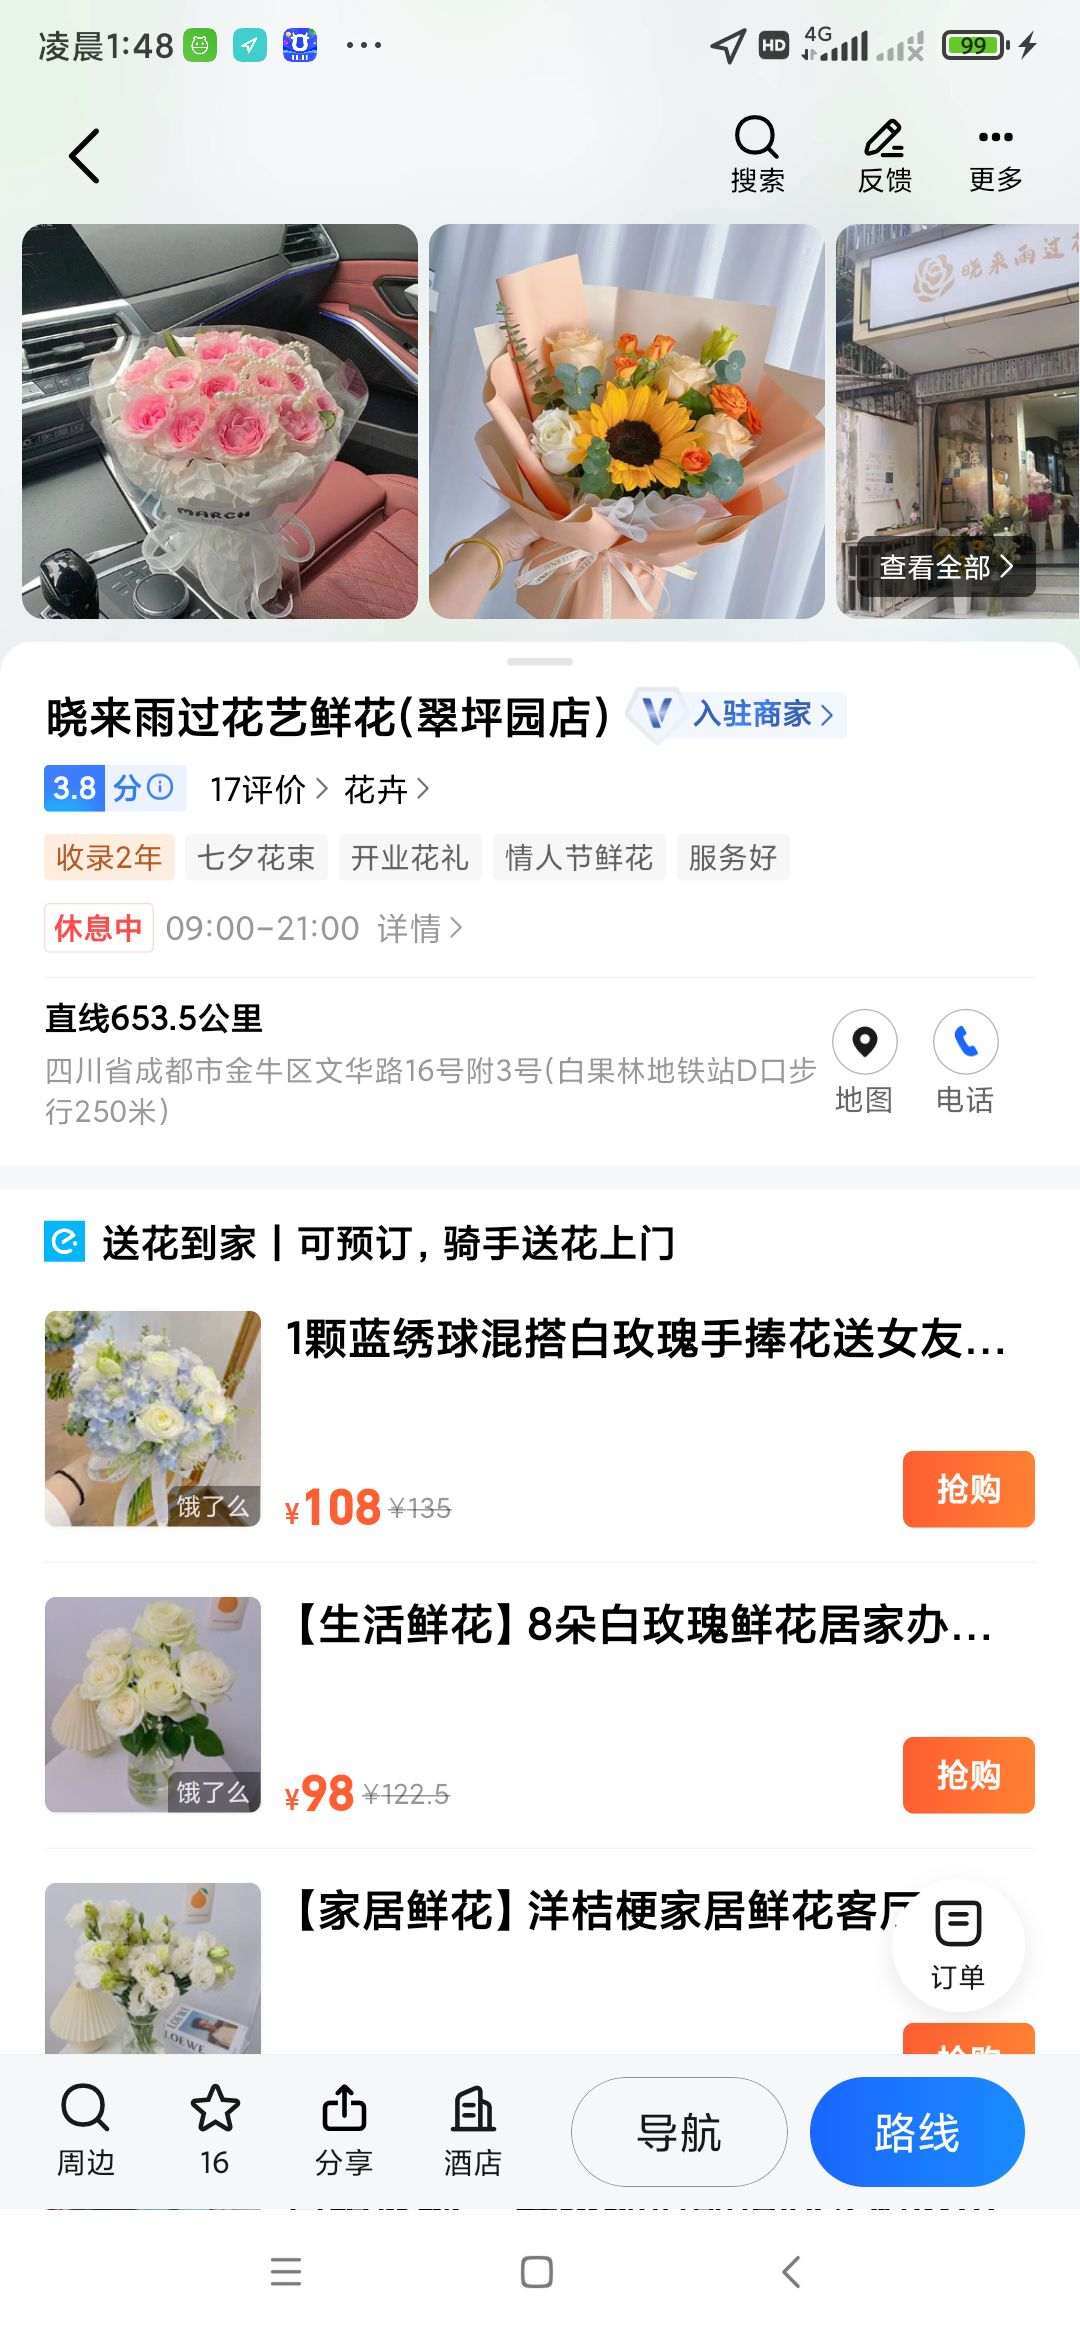 凌晨1:48
HD
4G
99
搜索
反馈
更多
MARCH
晓来雨过花
查看全部
晓来雨过花艺鲜花(翠坪园店)
V 入驻商家
3.8分
17评价
花卉
收录2年
七夕花束
开业花礼
情人节鲜花
服务好
休息中 09:00-21:00 详情
直线653.5公里
四川省成都市金牛区文华路16号附3号(白果林地铁站D口步
行250米)
地图
电话
送花到家 | 可预订,骑手送花上门
1颗蓝绣球混搭白玫瑰手捧花送女友...
饿了么
¥108 ¥135
抢购
【生活鲜花】8朵白玫瑰鲜花居家办...
饿了么
¥98 ¥122.5
抢购
【家居鲜花】洋桔梗家居鲜花客厅
LOEWE
LOEWE
抢购
订单
周边
16
分享
酒店
导航
路线